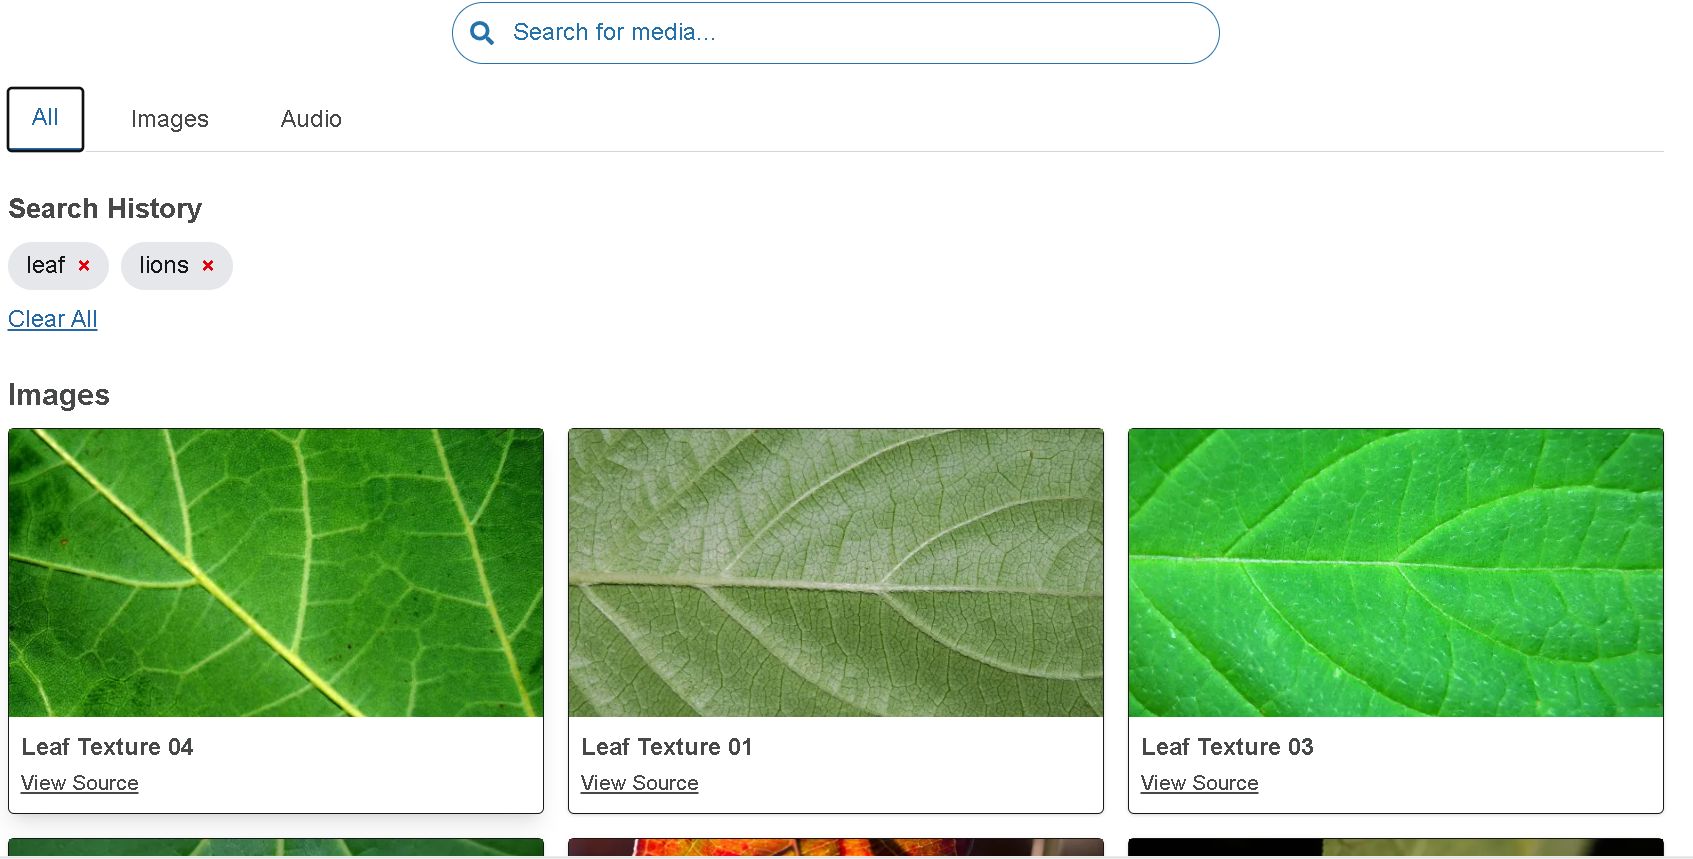 Search for media...
All Images Audio
Search History
leaf × lions ×
Clear All
Images
Leaf Texture 04 Leaf Texture 01 Leaf Texture 03
View Source View Source View Source